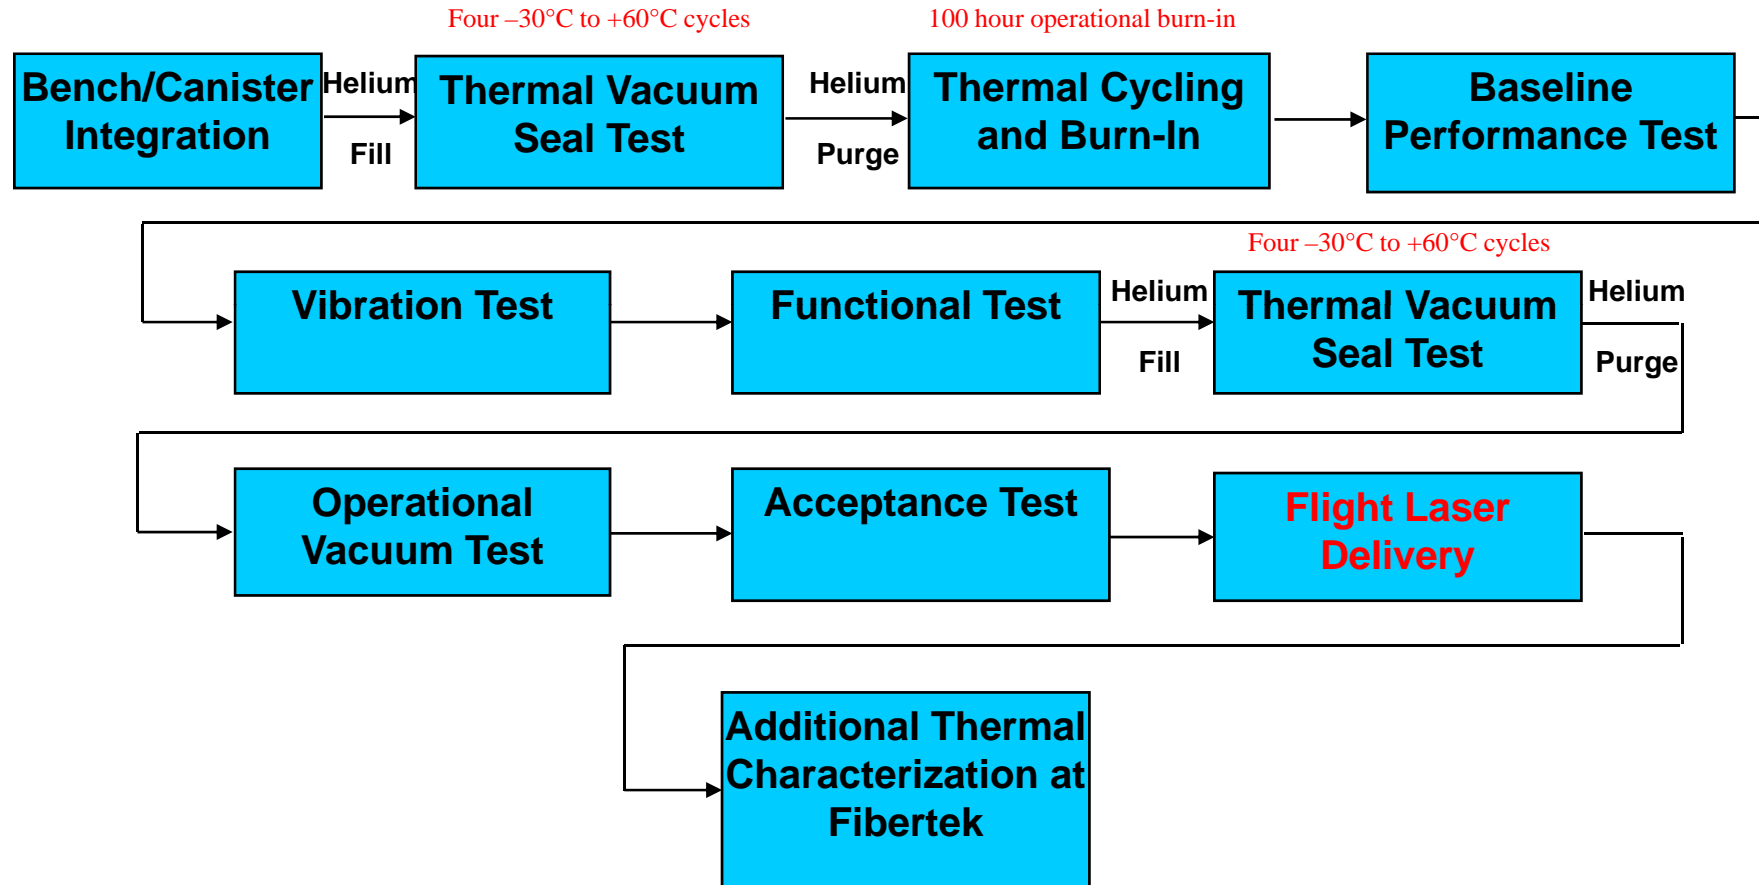 Four –30°C to +60°C cycles
100 hour operational burn-in
Bench/Canister
Integration
Helium
Fill
Thermal Vacuum
Seal Test
Helium
Purge
Thermal Cycling
and Burn-In
Baseline
Performance Test
Four –30°C to +60°C cycles
Vibration Test
Functional Test
Helium
Fill
Thermal Vacuum
Seal Test
Helium
Purge
Operational
Vacuum Test
Acceptance Test
Flight Laser
Delivery
Additional Thermal
Characterization at
Fibertek